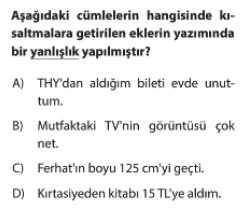 Aşağıdaki cümlelerin hangisinde kı-
saltmalara getirilen eklerin yazımında
bir yanlışlık yapılmıştır?
A) THY'dan aldığım bileti evde unut-
tum.
B) Mutfaktaki TV'nin görüntüsü çok
net.
C) Ferhat'ın boyu 125 cm'yi geçti.
D) Kırtasiyeden kitabı 15 TL'ye aldım.